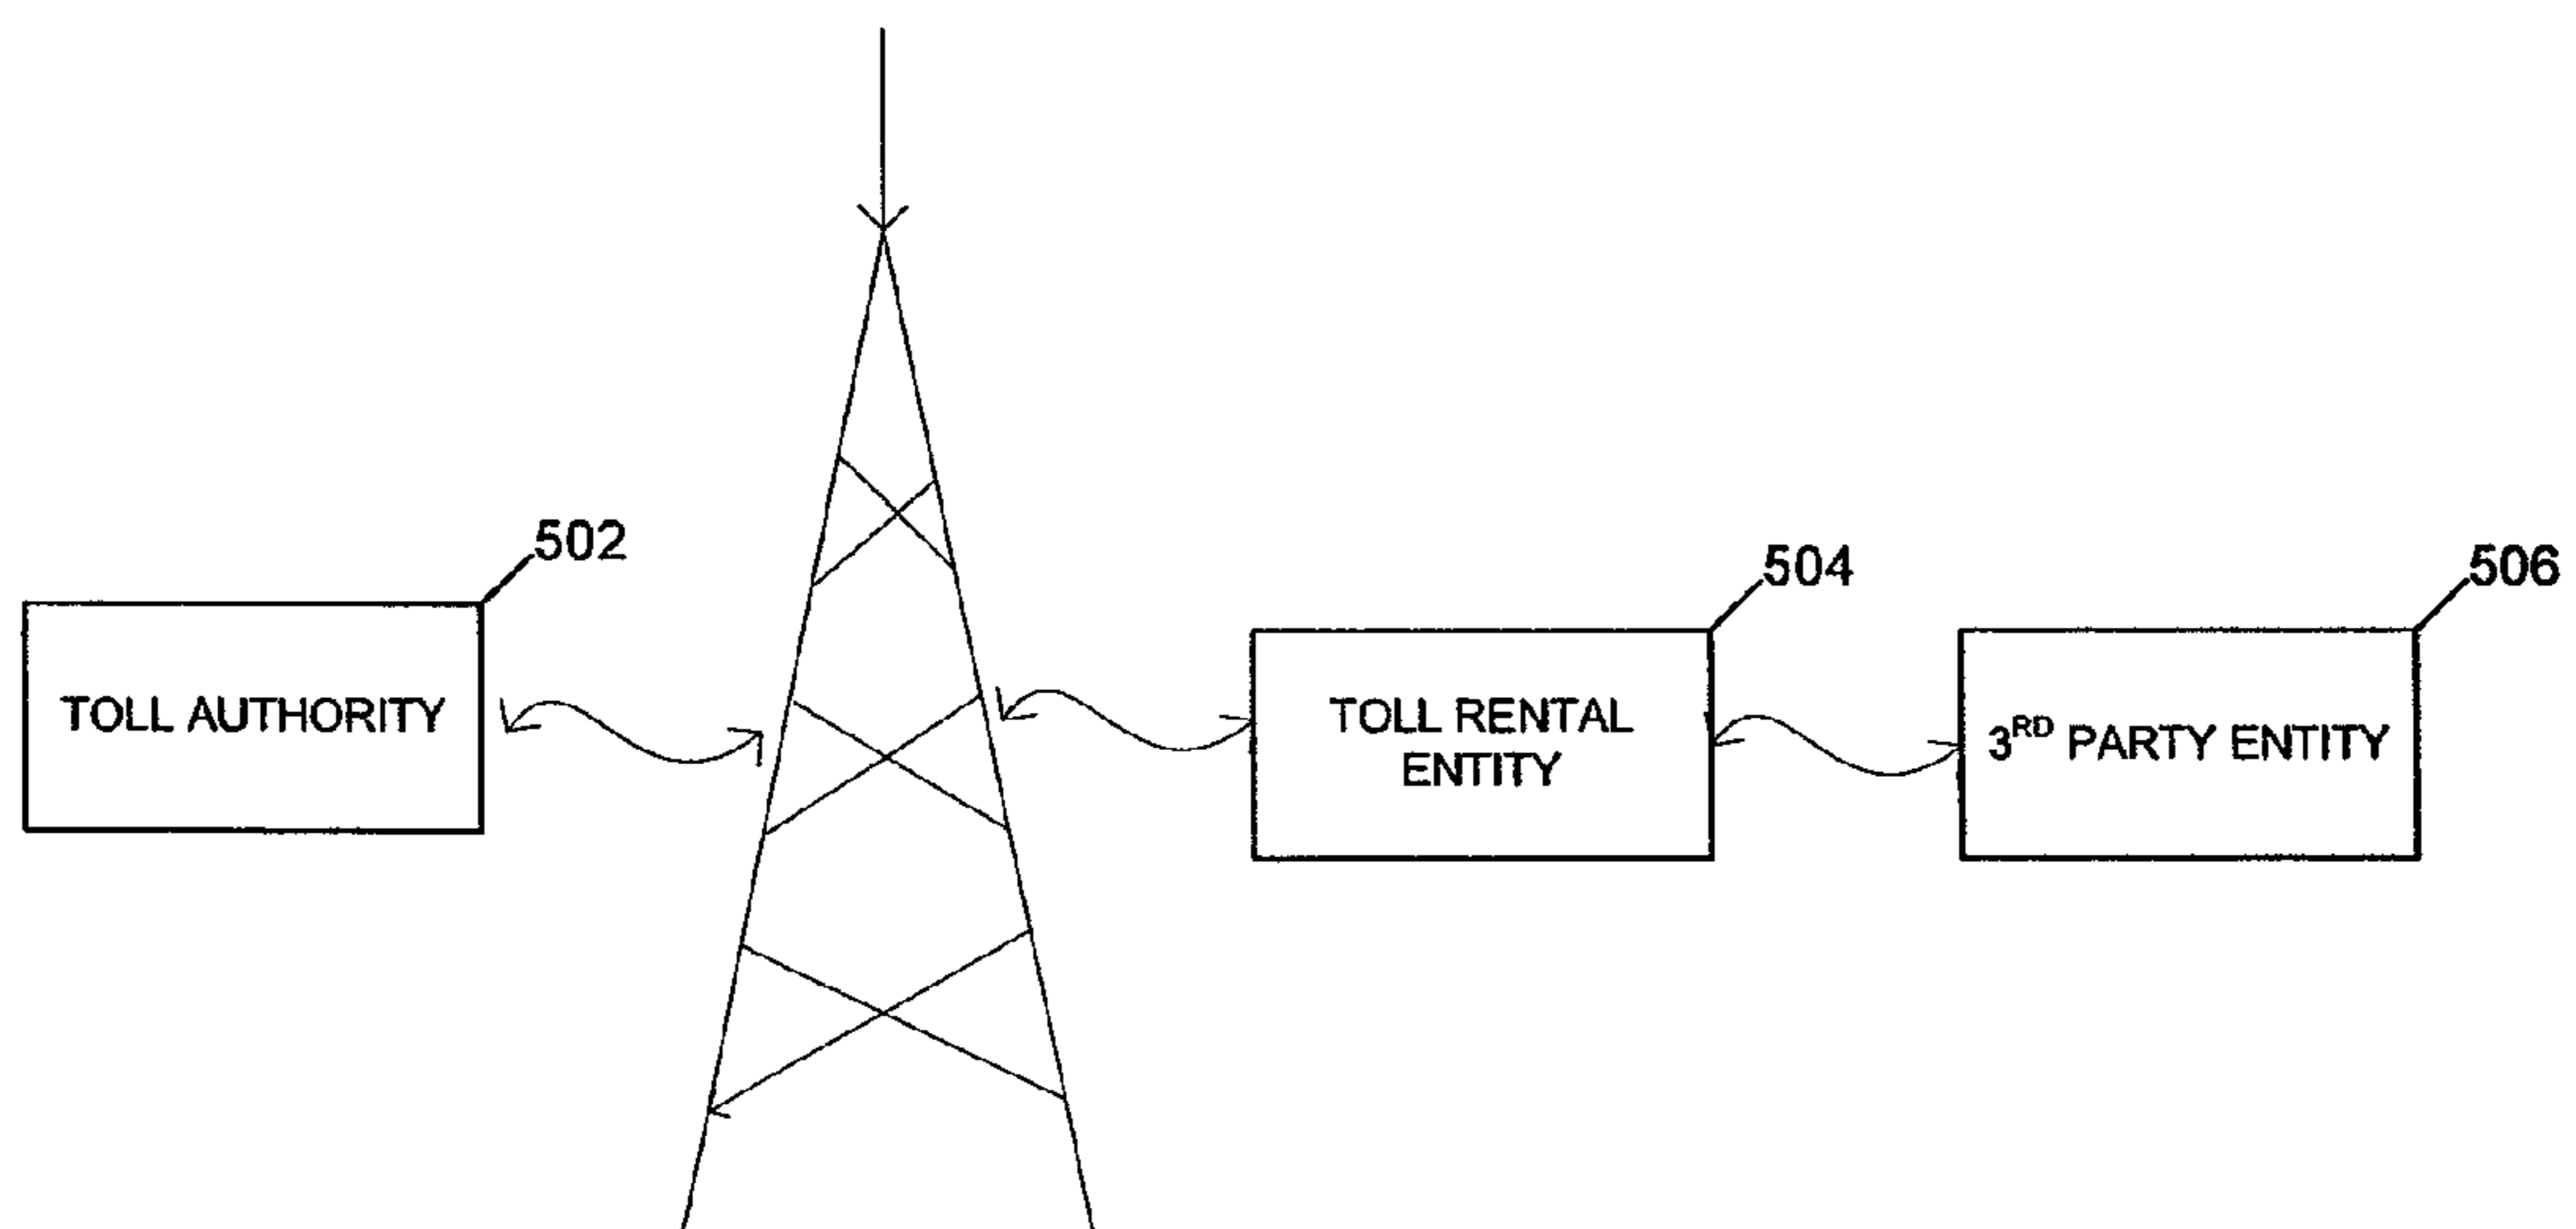 502
504
506
TOLL AUTHORITY
TOLL RENTAL
ENTITY
3RD PARTY ENTITY